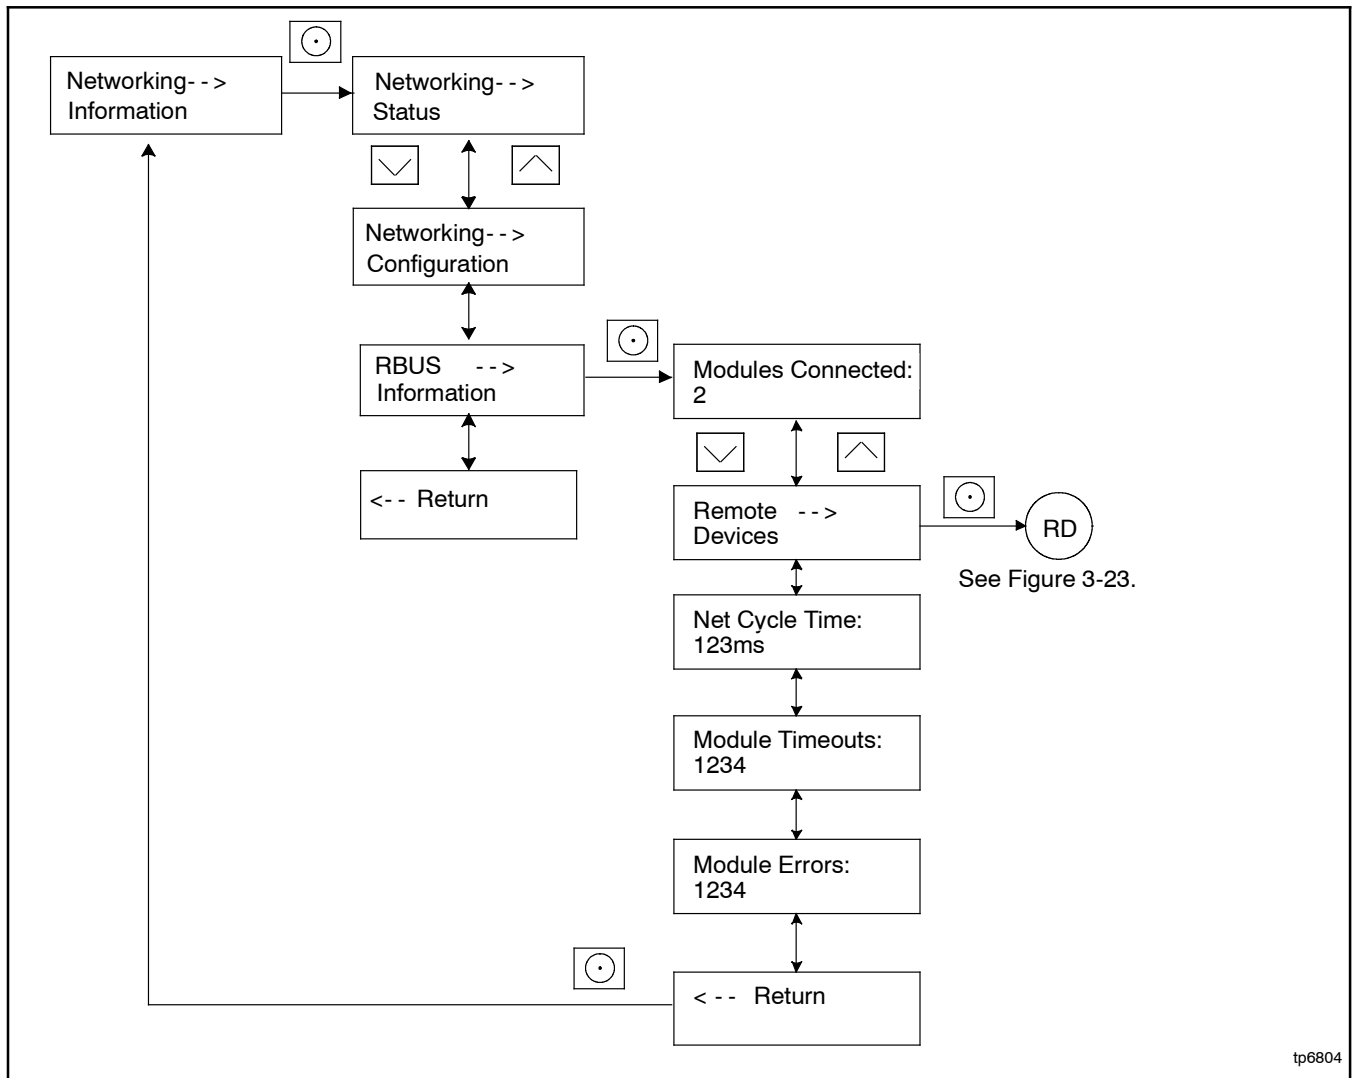 Networking- - >
Information
Networking- - >
Status
Networking- - >
Configuration
RBUS - - >
Information
<- - Return
Modules Connected:
2
Remote - - >
Devices
RD
See Figure 3-23.
Net Cycle Time:
123ms
Module Timeouts:
1234
Module Errors:
1234
< - - Return
tp6804